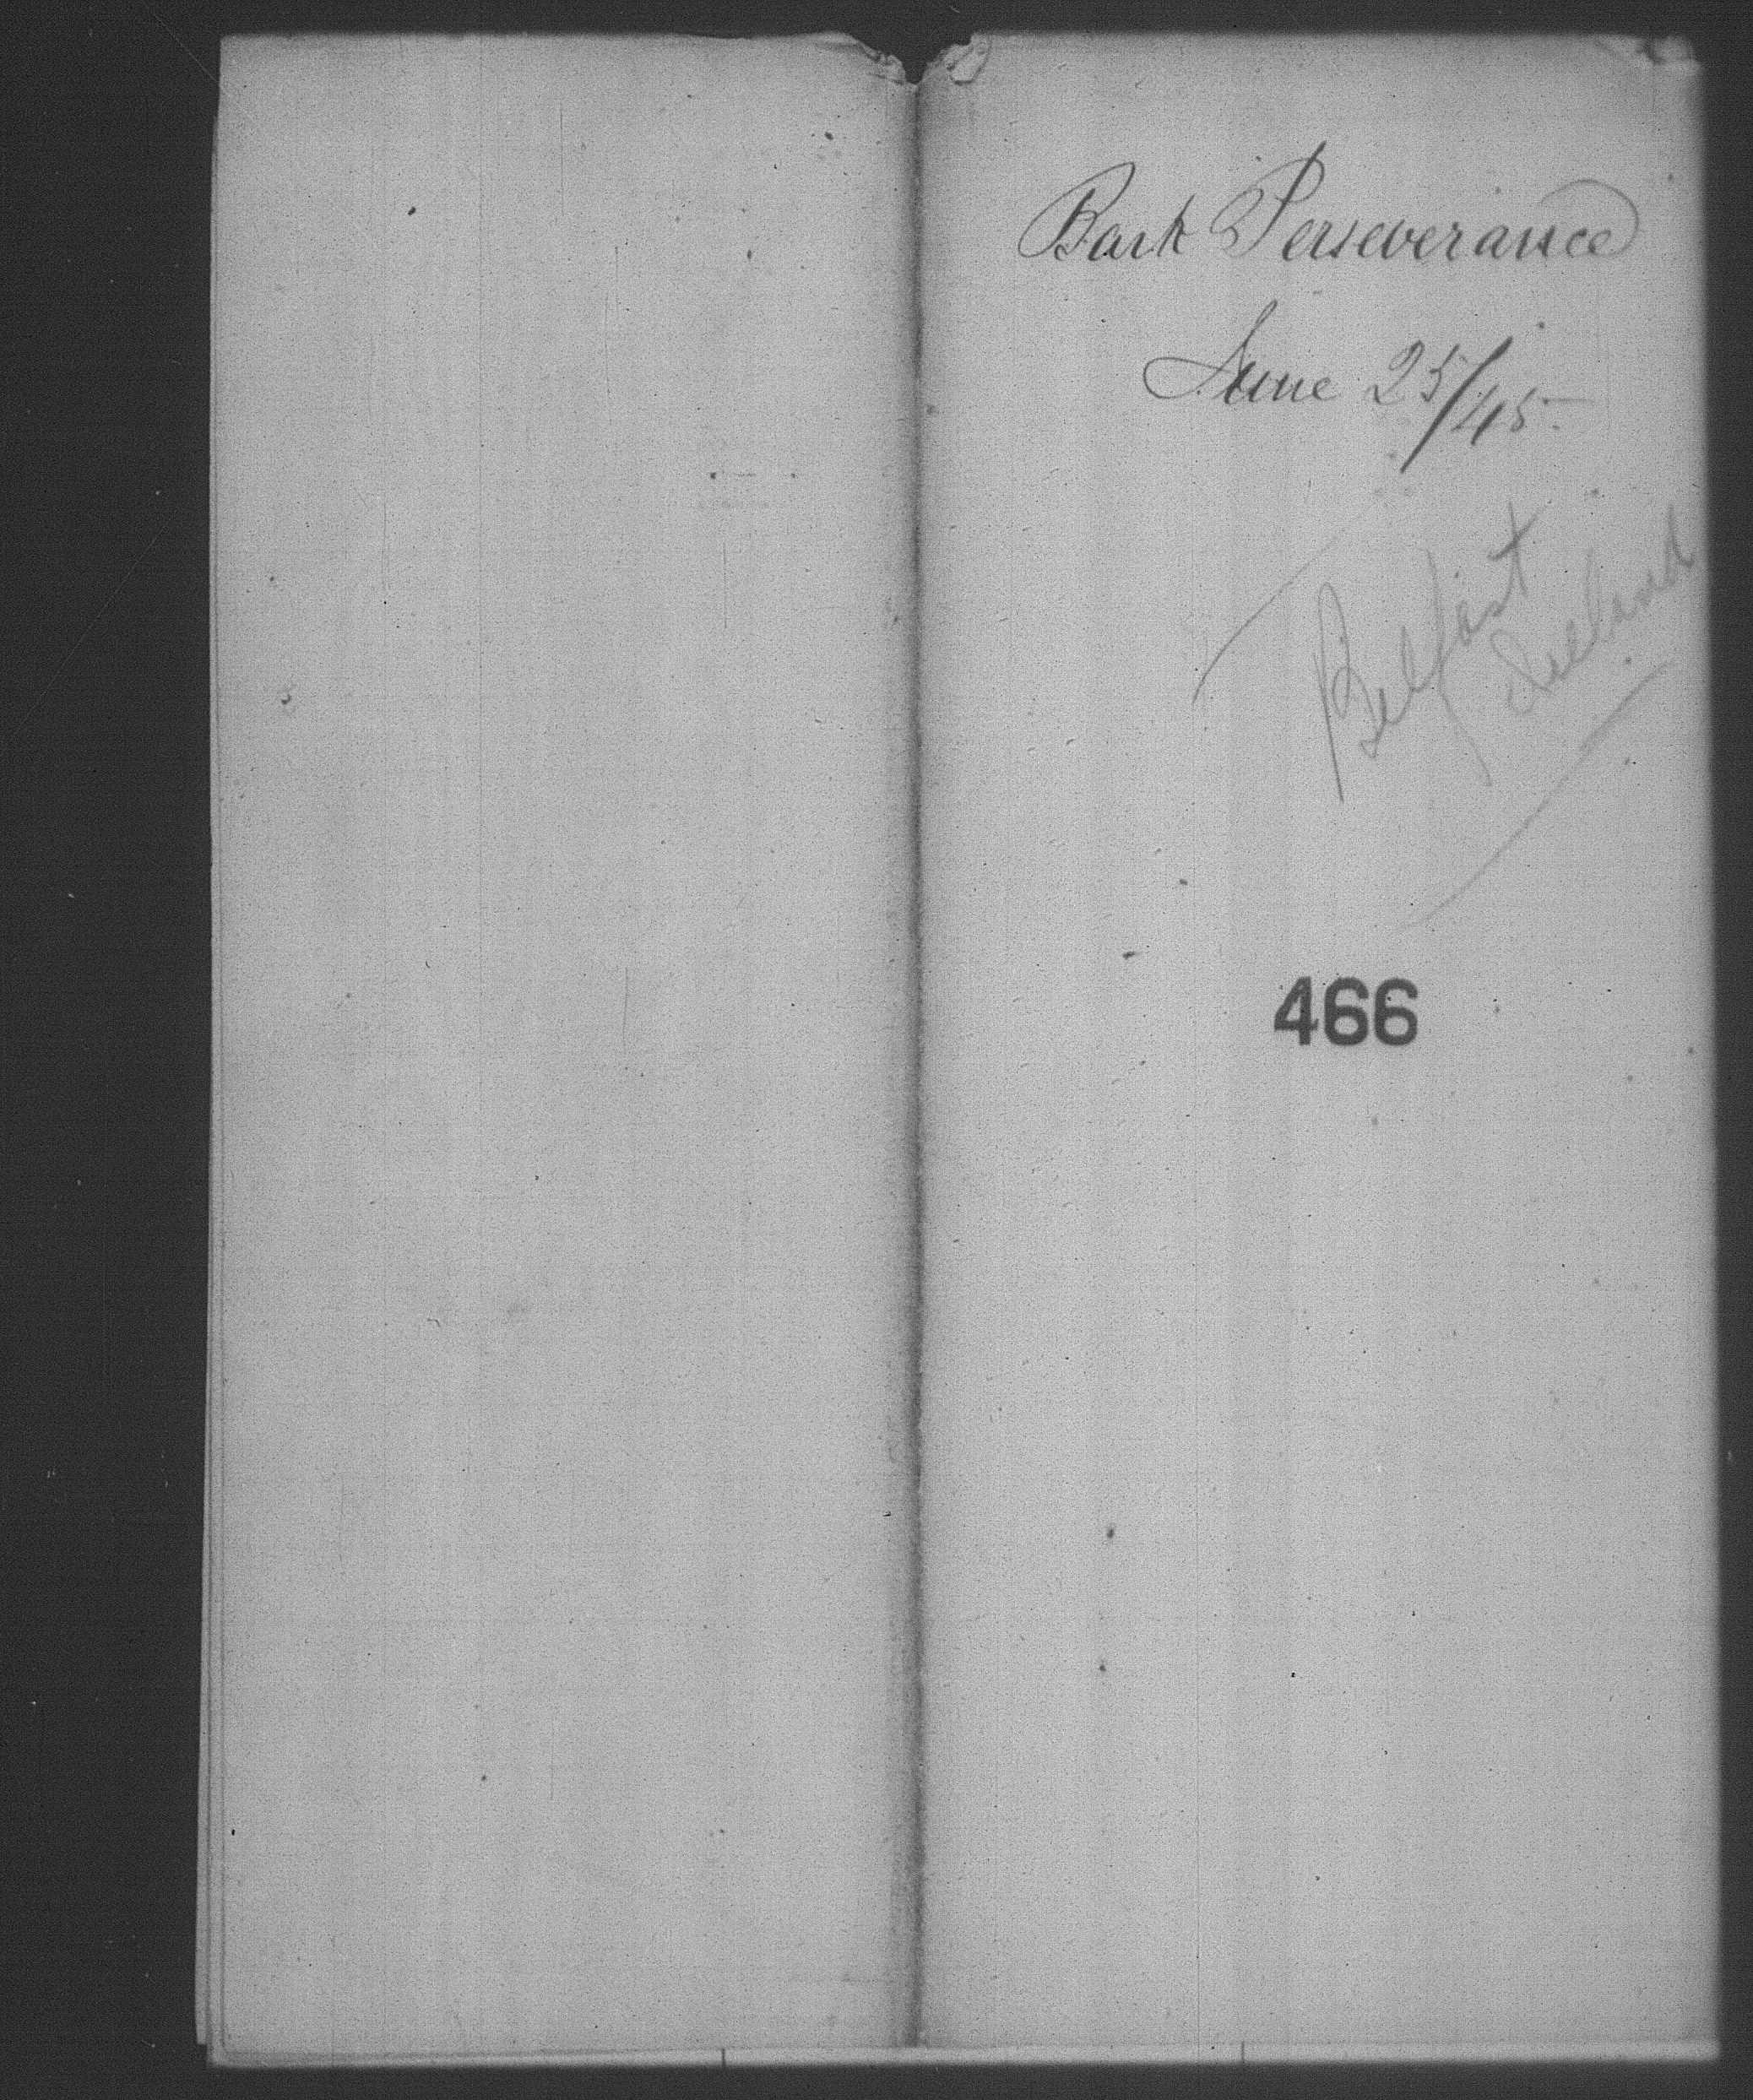 Bark Perseverance
June 25/45.
Belfast
Ireland
466